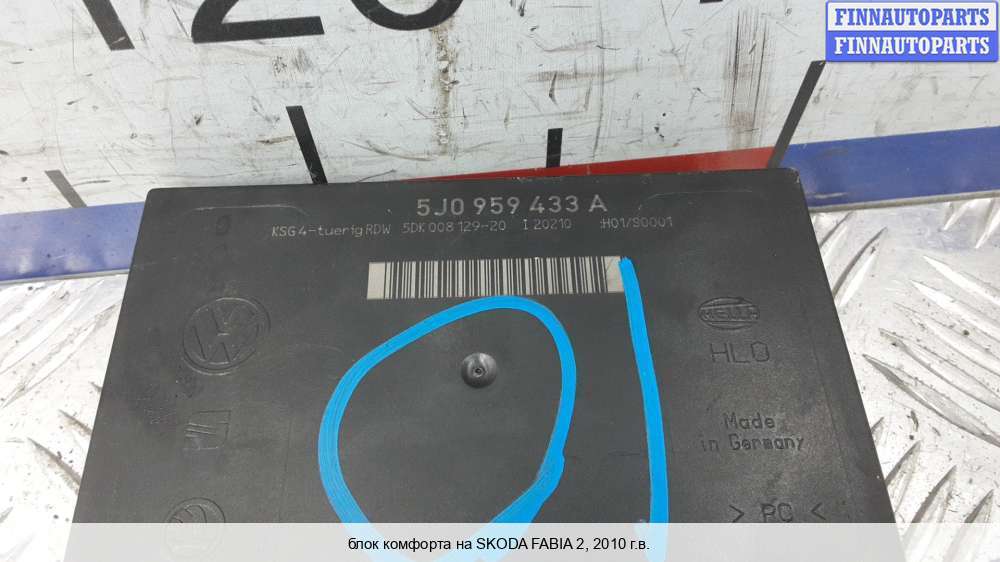 FINNAUTOPARTS
FINNAUTOPARTS
5J0 959 433 A
KSG 4-tuerig RDW 5DK 008 129-20 I 20210 :H01/S0001
HELLA
HLO
Made
in Germany
> PC <
блок комфорта на SKODA FABIA 2, 2010 г.в.